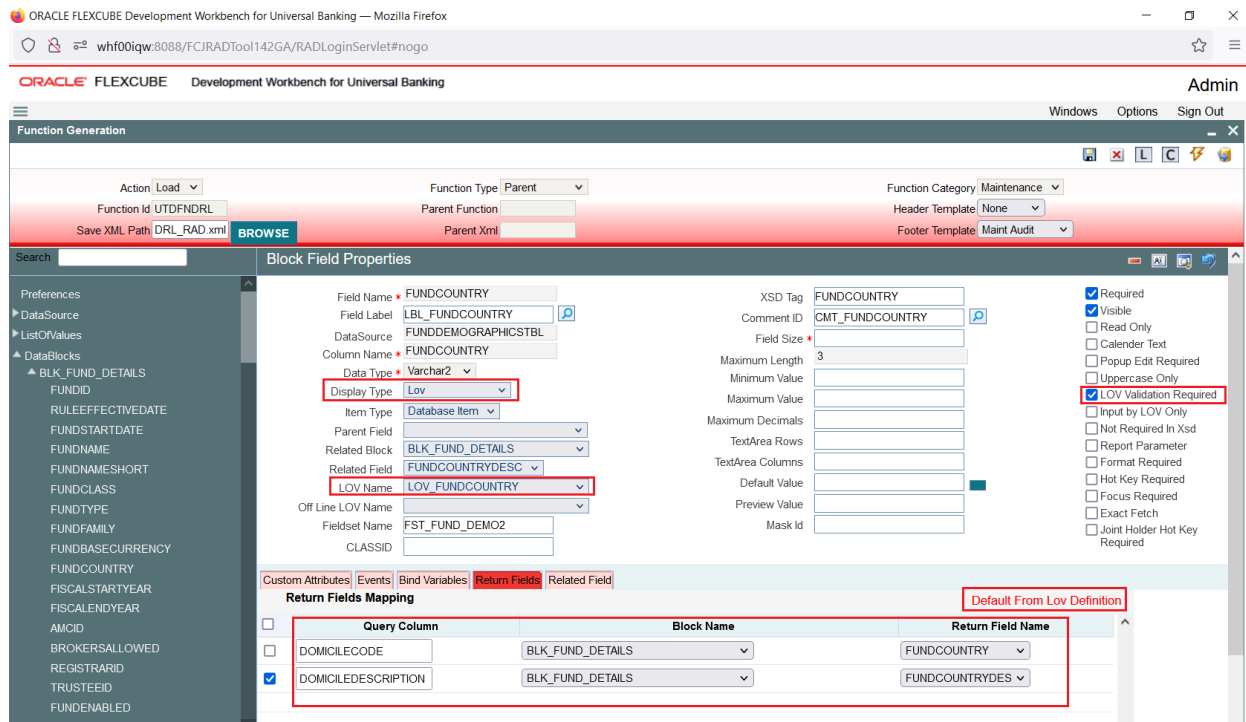 ORACLE FLEXCUBE Development Workbench for Universal Banking — Mozilla Firefox
whf00iqw:8088/FCJRADTool142GA/RADLoginServlet#nogo
ORACLE FLEXCUBE Development Workbench for Universal Banking
Admin
Windows Options Sign Out
Function Generation
L C
Action Load Function Type Parent Function Category Maintenance
Function Id UTDFNDRL Parent Function Header Template None
Save XML Path DRL_RAD.xml BROWSE Parent Xml Footer Template Maint Audit
Search
Preferences
DataSource
ListOfValues
DataBlocks
BLK_FUND_DETAILS
FUNDID
RULEEFFECTIVEDATE
FUNDSTARTDATE
FUNDNAME
FUNDNAMESHORT
FUNDCLASS
FUNDTYPE
FUNDFAMILY
FUNDBASECURRENCY
FUNDCOUNTRY
FISCALSTARTYEAR
FISCALENDYEAR
AMCID
BROKERSALLOWED
REGISTRARID
TRUSTEEID
FUNDENABLED
Block Field Properties
Field Name * FUNDCOUNTRY
Field Label LBL_FUNDCOUNTRY
DataSource FUNDDEMOGRAPHICSTBL
Column Name * FUNDCOUNTRY
Data Type * Varchar2
Display Type Lov
Item Type Database Item
Parent Field
Related Block BLK_FUND_DETAILS
Related Field FUNDCOUNTRYDESC
LOV Name LOV_FUNDCOUNTRY
Off Line LOV Name
Fieldset Name FST_FUND_DEMO2
CLASSID
XSD Tag FUNDCOUNTRY
Comment ID CMT_FUNDCOUNTRY
Field Size *
Maximum Length 3
Minimum Value
Maximum Value
Maximum Decimals
TextArea Rows
TextArea Columns
Default Value
Preview Value
Mask Id
Required
Visible
Read Only
Calender Text
Popup Edit Required
Uppercase Only
LOV Validation Required
Input by LOV Only
Not Required In Xsd
Report Parameter
Format Required
Hot Key Required
Focus Required
Exact Fetch
Joint Holder Hot Key
Required
Custom Attributes Events Bind Variables Return Fields Related Field
Return Fields Mapping Default From Lov Definition
Query Column Block Name Return Field Name
DOMICILECODE BLK_FUND_DETAILS FUNDCOUNTRY
DOMICILEDESCRIPTION BLK_FUND_DETAILS FUNDCOUNTRYDES